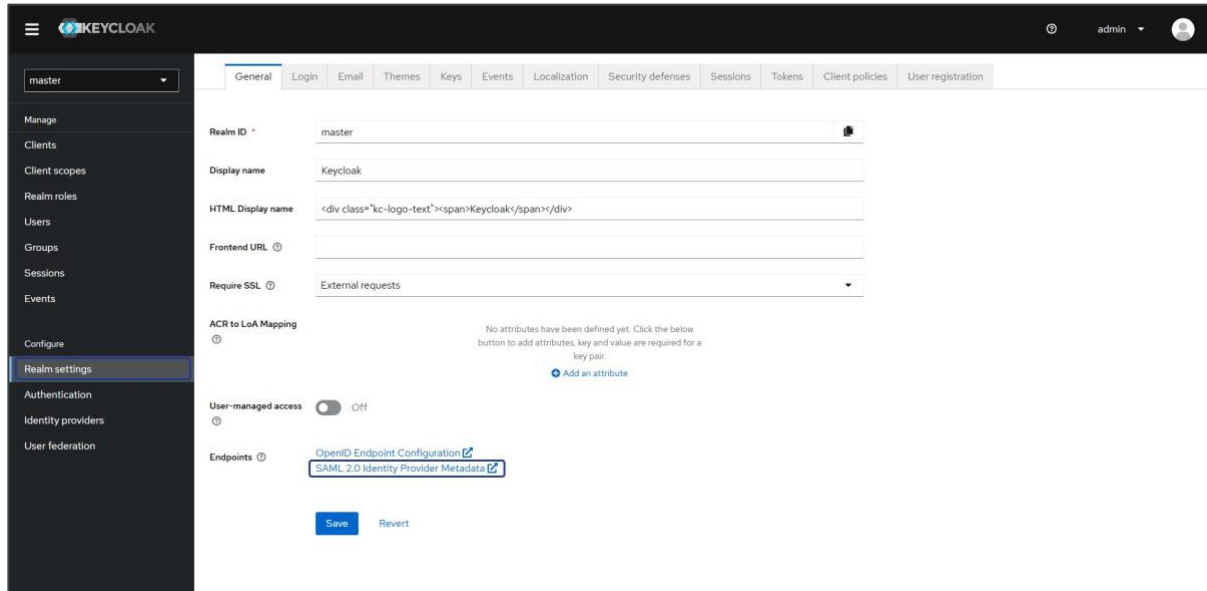 KEYCLOAK
admin
master
Manage
Clients
Client scopes
Realm roles
Users
Groups
Sessions
Events
Configure
Realm settings
Authentication
Identity providers
User federation
General Login Email Themes Keys Events Localization Security defenses Sessions Tokens Client policies User registration
Realm ID * master
Display name Keycloak
HTML Display name <div class="kc-logo-text"><span>Keycloak</span></div>
Frontend URL
Require SSL External requests
ACR to LoA Mapping
No attributes have been defined yet. Click the below
button to add attributes, key and value are required for a
key pair.
Add an attribute
User-managed access Off
Endpoints OpenID Endpoint Configuration
SAML 2.0 Identity Provider Metadata
Save Revert